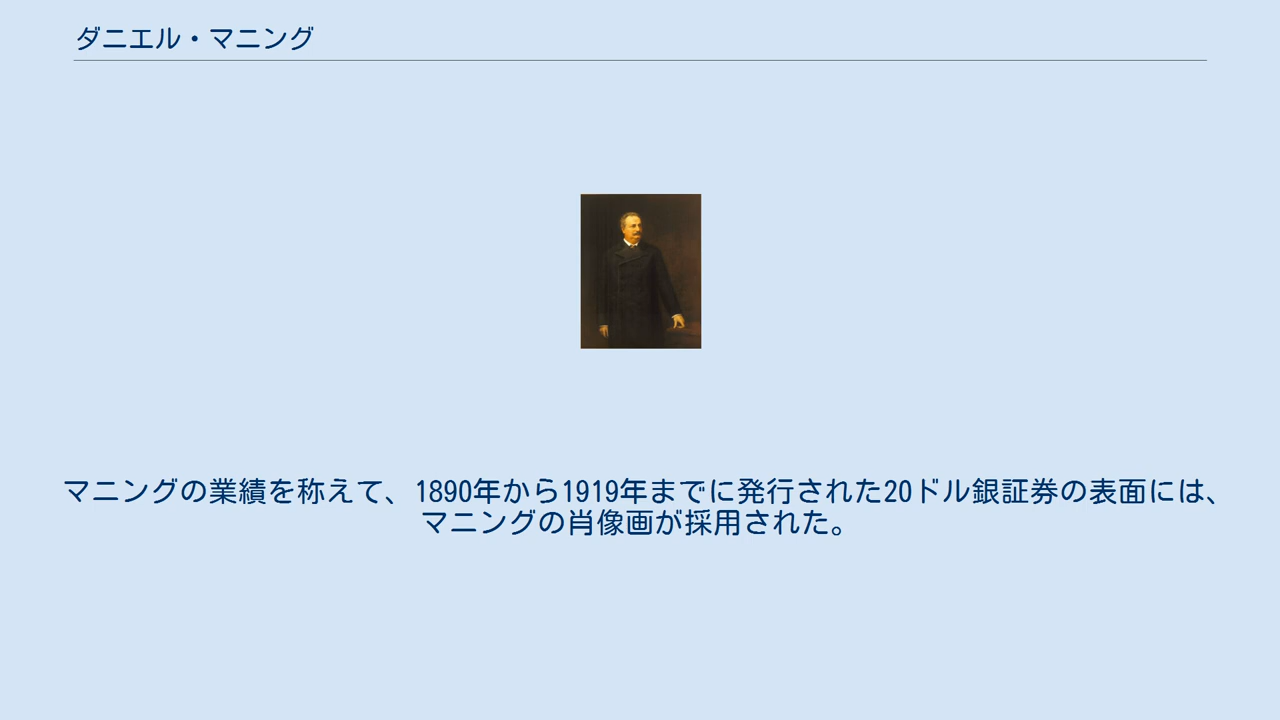 ダニエル・マニング
マニングの業績を称えて、1890年から1919年までに発行された20ドル銀証券の表面には、
マニングの肖像画が採用された。